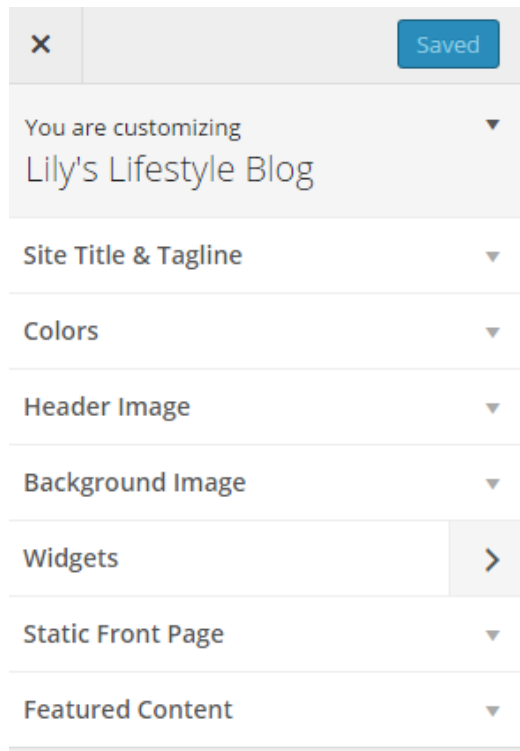 Saved
You are customizing
Lily's Lifestyle Blog
Site Title & Tagline
Colors
Header Image
Background Image
Widgets
Static Front Page
Featured Content